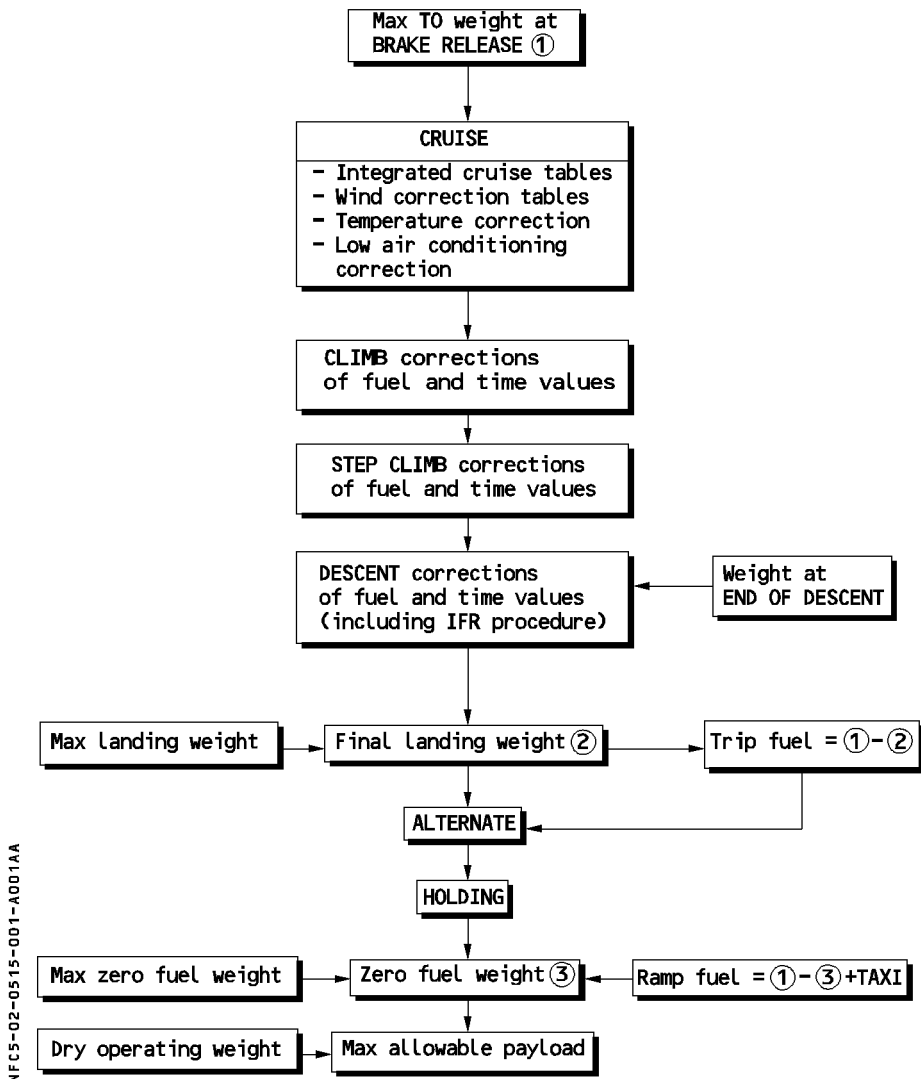 Max TO weight at
BRAKE RELEASE ①
CRUISE
- Integrated cruise tables
- Wind correction tables
- Temperature correction
- Low air conditioning
correction
CLIMB corrections
of fuel and time values
STEP CLIMB corrections
of fuel and time values
DESCENT corrections
of fuel and time values
(including IFR procedure)
Weight at
END OF DESCENT
Max landing weight
Final landing weight ②
Trip fuel = ① - ②
ALTERNATE
HOLDING
Max zero fuel weight
Zero fuel weight ③
Ramp fuel = ① - ③ +TAXI
Dry operating weight
Max allowable payload
NFC5-02-0515-001-A001AA